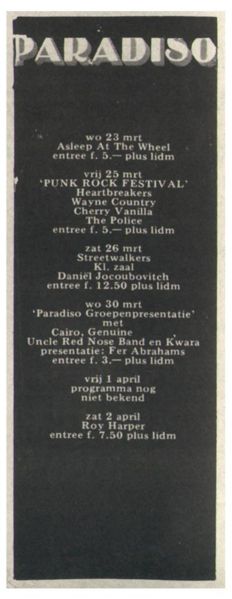 PARADISO
wo 23 mrt
Asleep At The Wheel
entree f. 5.— plus lidm
vrij 25 mrt
'PUNK ROCK FESTIVAL'
Heartbreakers
Wayne Country
Cherry Vanilla
The Police
entree f. 5.— plus lidm
zat 26 mrt
Streetwalkers
Kl. zaal
Daniël Jocoubovitch
entree f. 12.50 plus lidm
wo 30 mrt
'Paradiso Groepenpresentatie'
met
Cairo, Genuine
Uncle Red Nose Band en Kwara
presentatie: Fer Abrahams
entree f. 3.— plus lidm
vrij 1 april
programma nog
niet bekend
zat 2 april
Roy Harper
entree f. 7.50 plus lidm